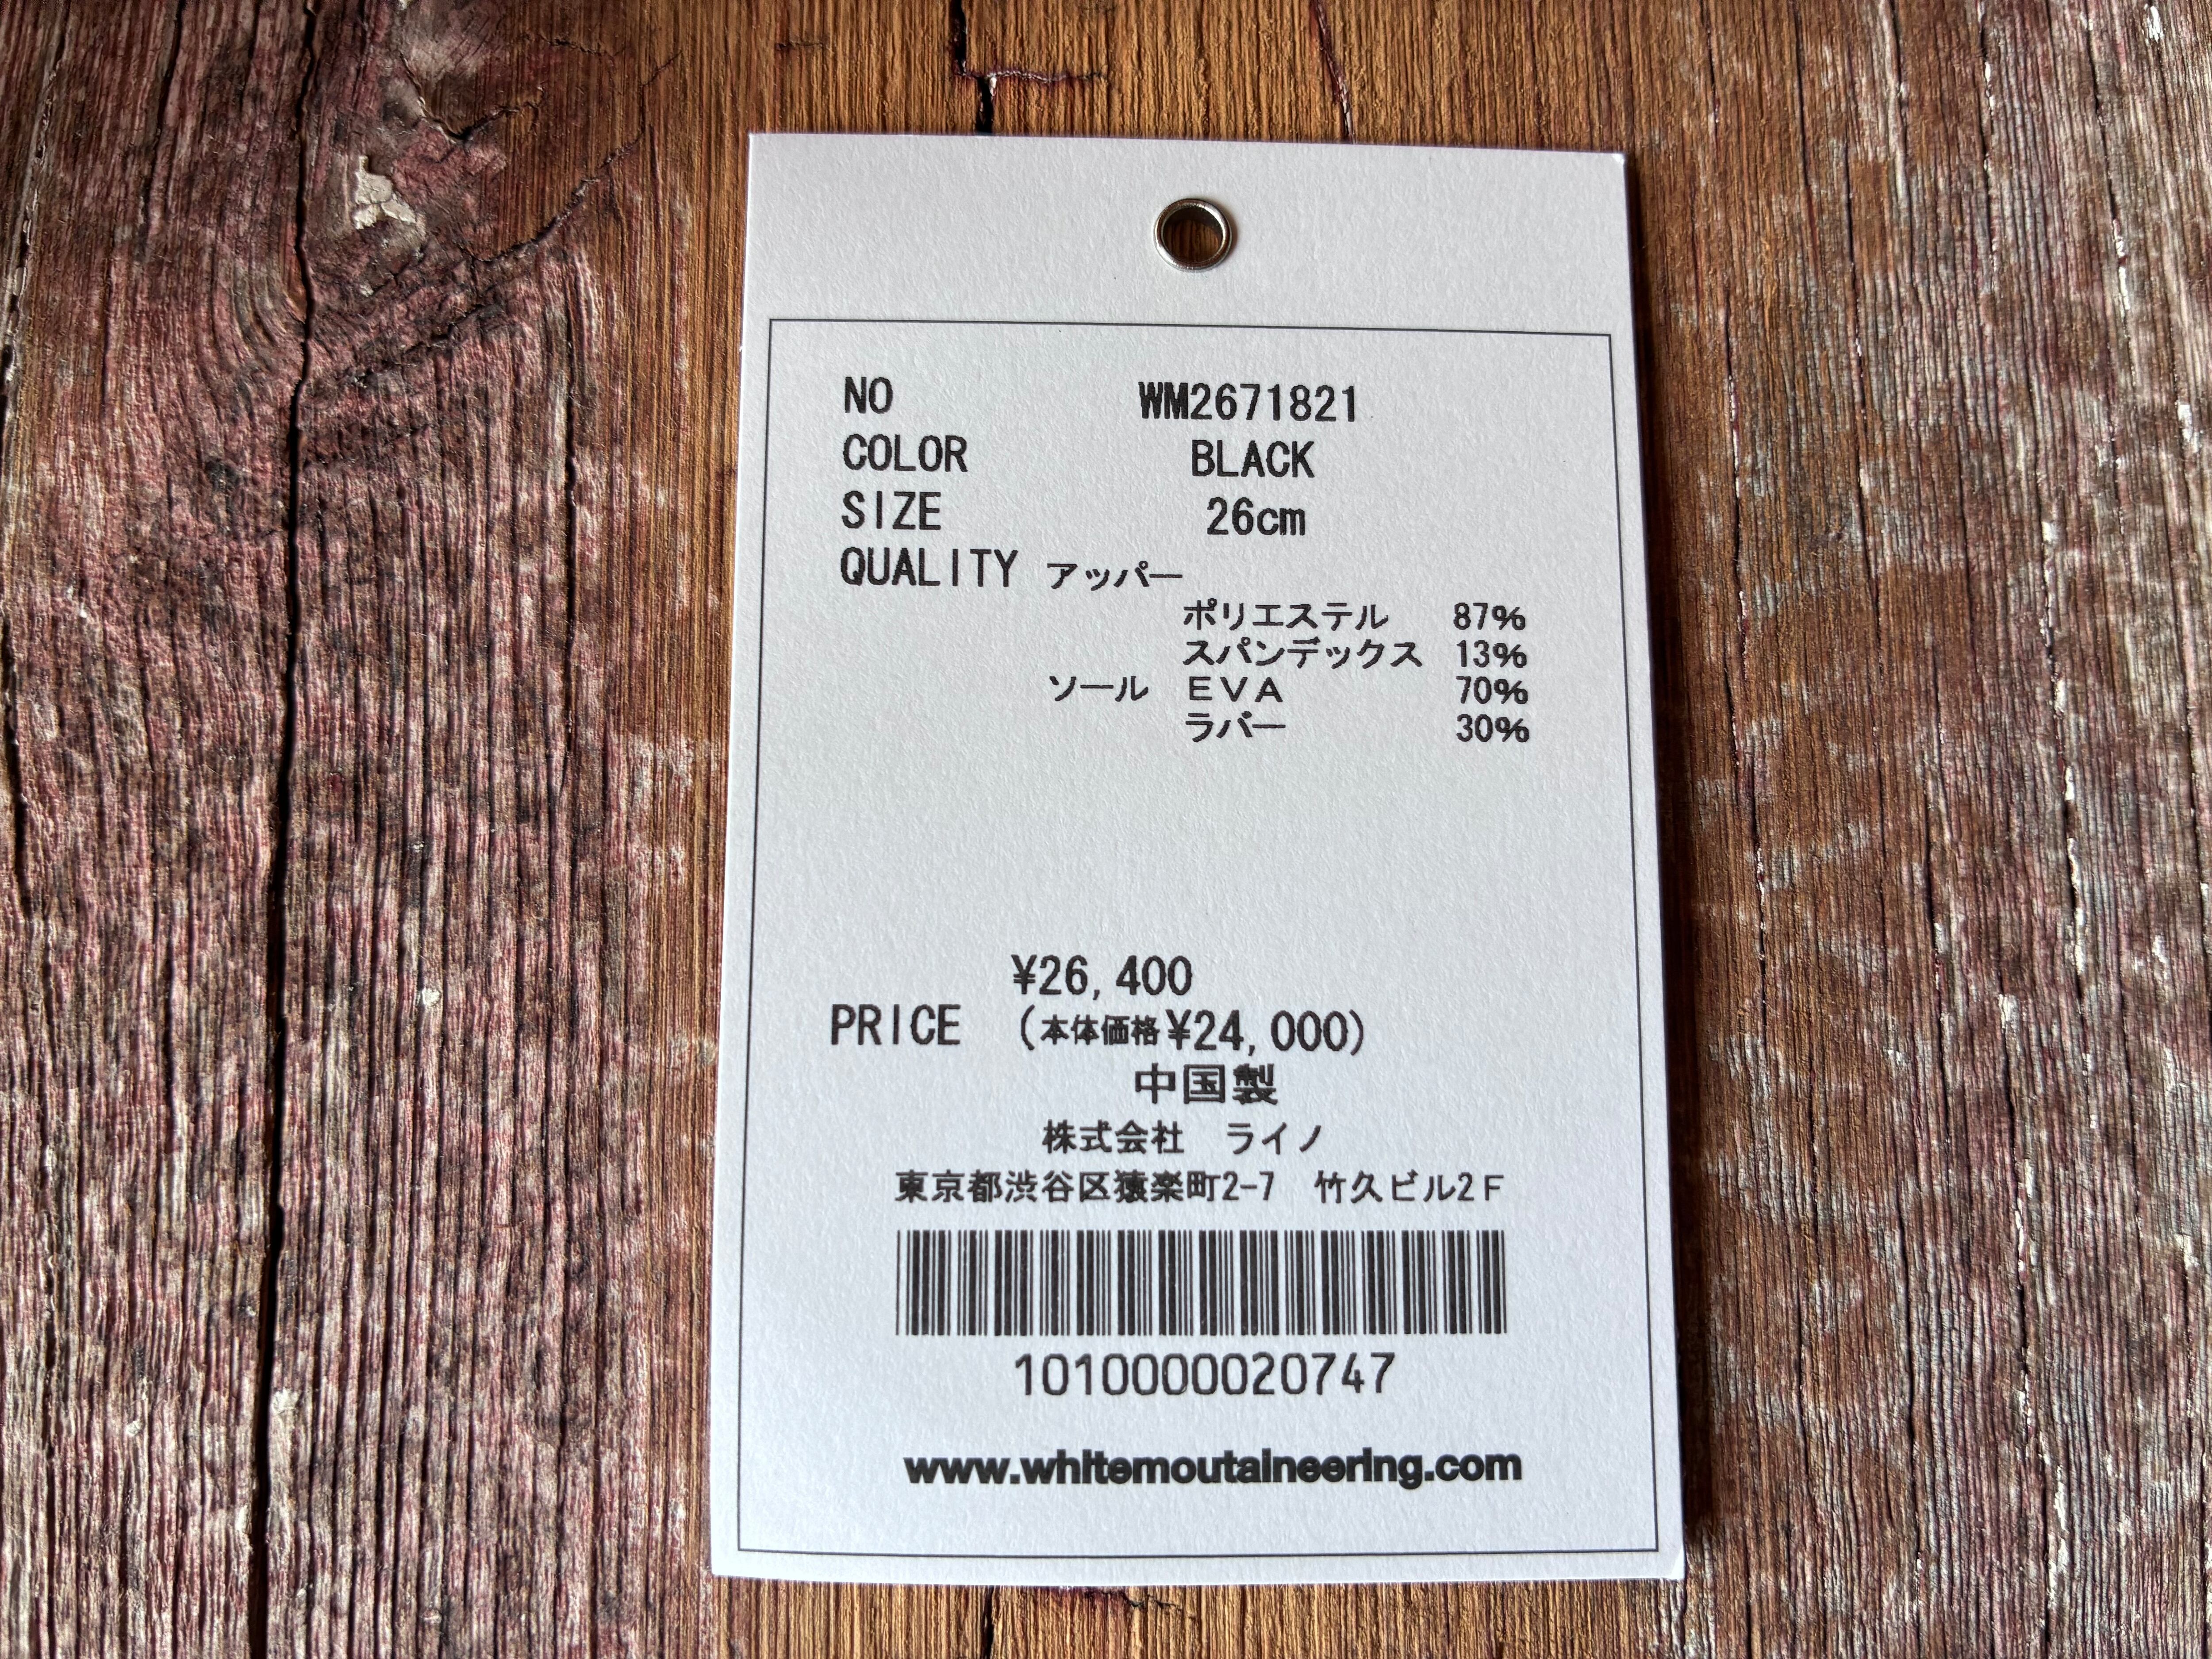 NO WM2671821
COLOR BLACK
SIZE 26cm
QUALITY アッパー
ポリエステル 87%
スパンデックス 13%
ソール EVA 70%
ラバー 30%
¥26,400
PRICE (本体価格¥24,000)
中国製
株式会社 ライノ
東京都渋谷区猿楽町2-7 竹久ビル2F
1010000020747
www.whitemoutaineering.com